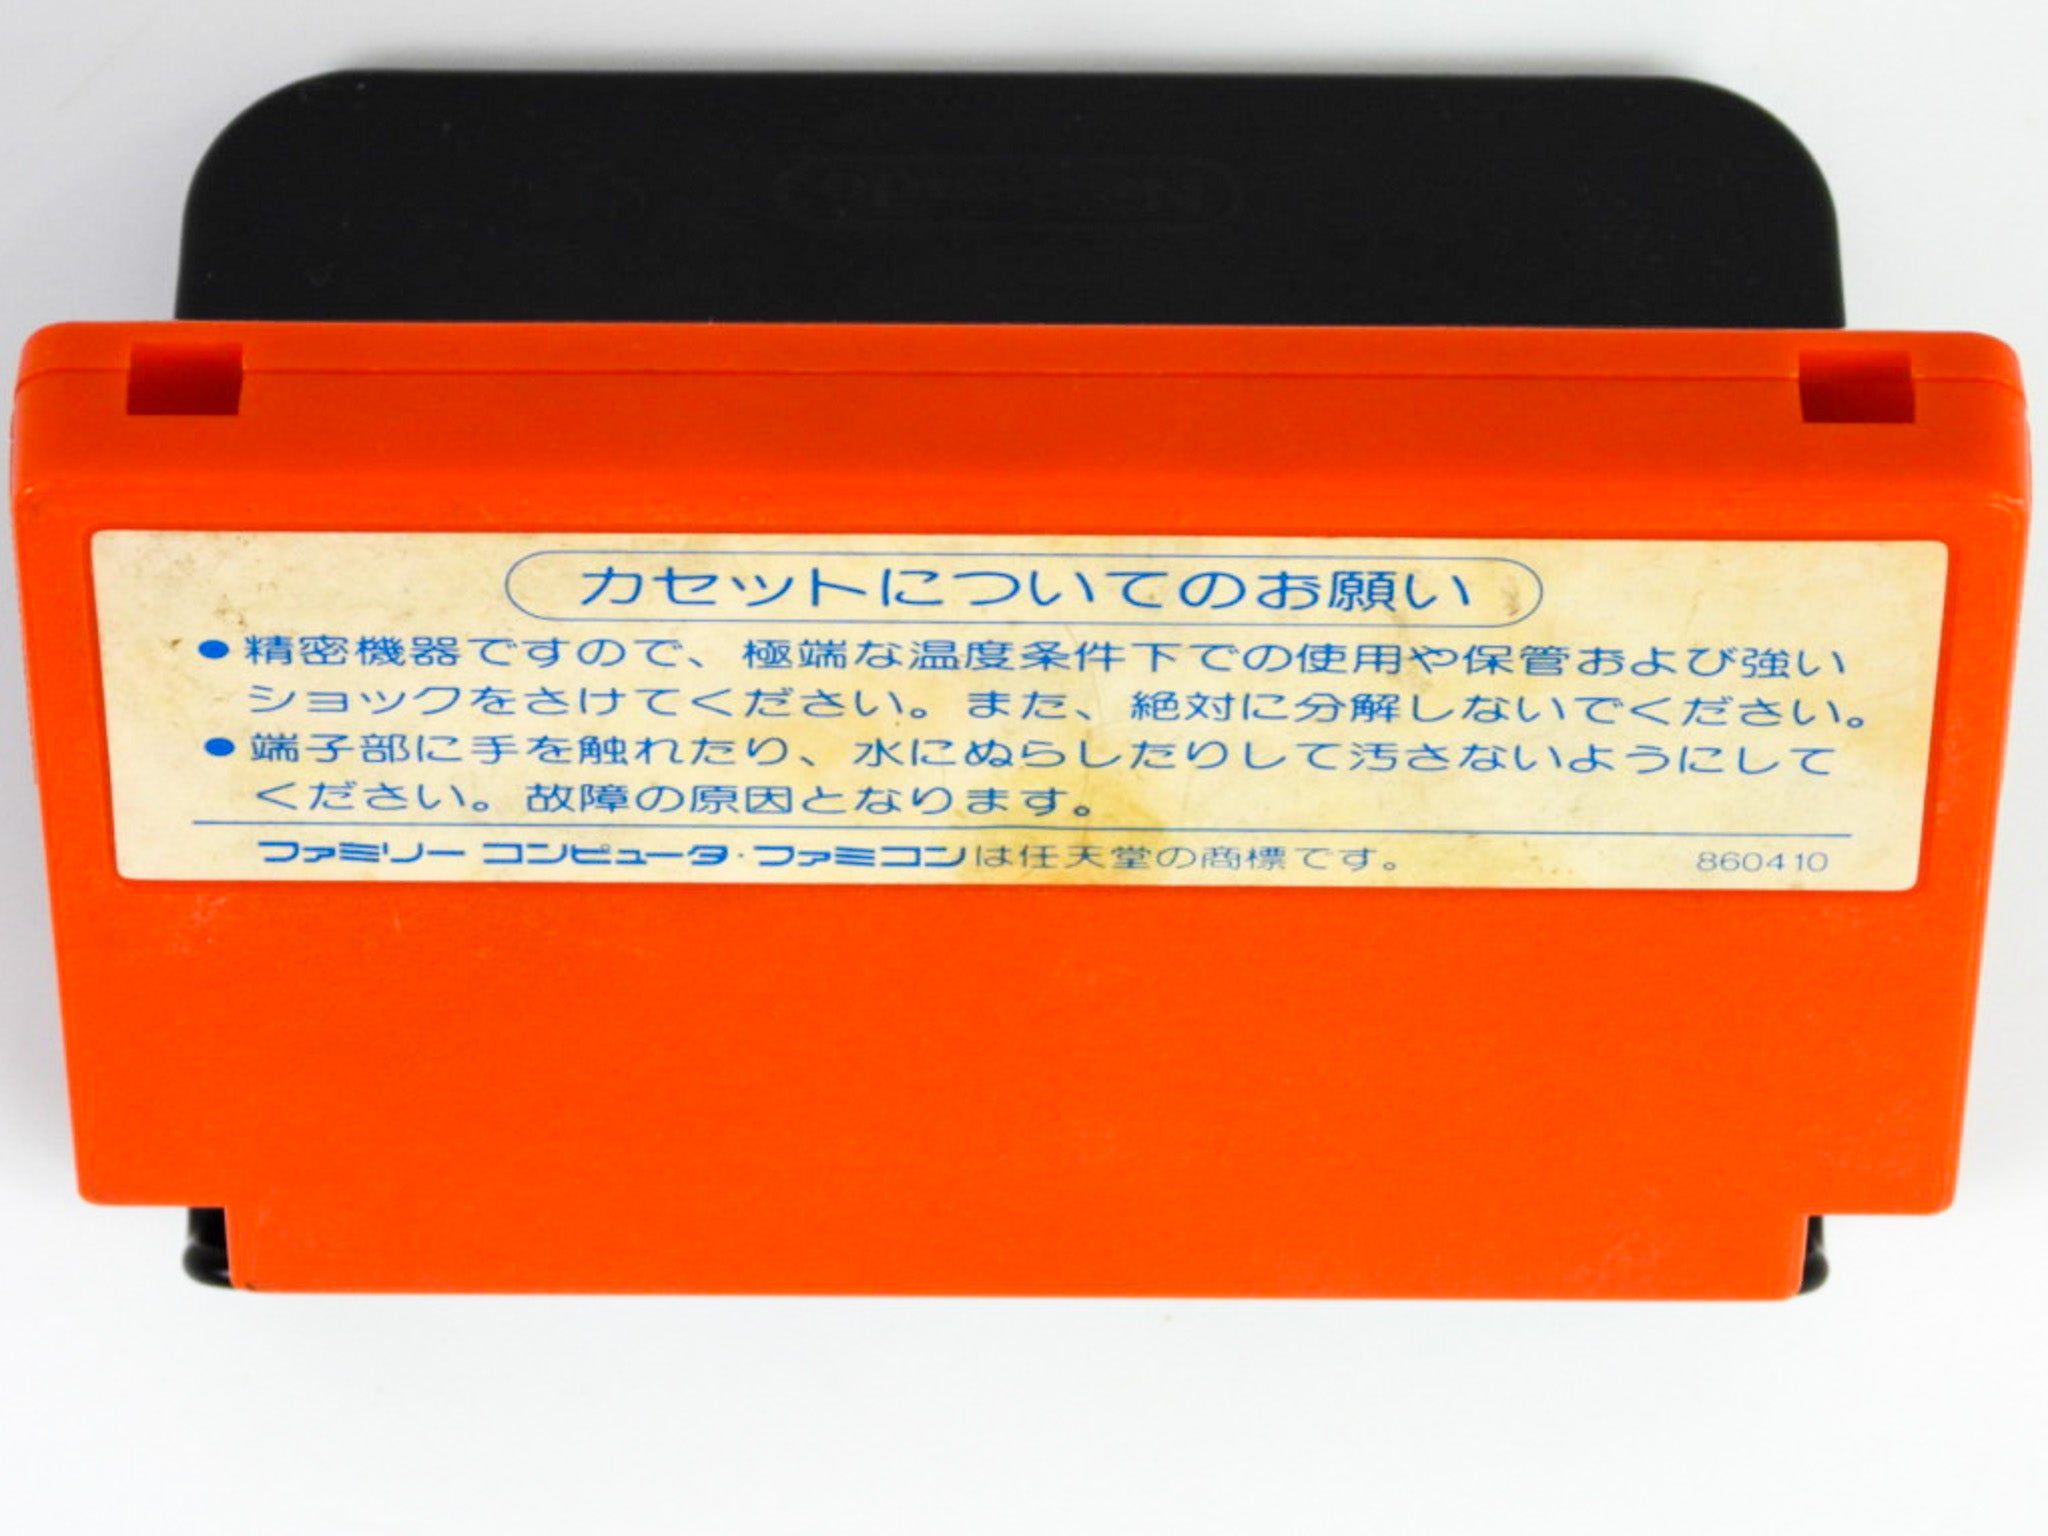 カセットについてのお願い
●精密機器ですので、極端な温度条件下での使用や保管および強い
ショックをさけてください。また、絶対に分解しないでください。
●端子部に手を触れたり、水にぬらしたりして汚さないようにして
ください。故障の原因となります。
ファミリー コンピュータ・ファミコンは任天堂の商標です。 860410